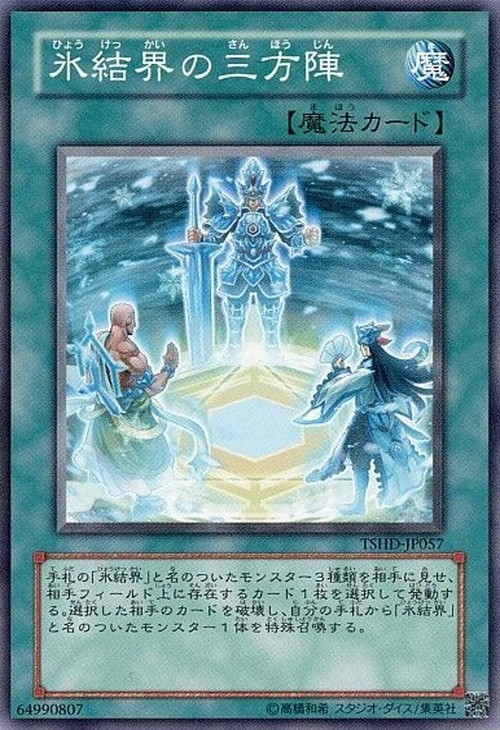 ひょう けっ かい さん ほう じん
氷結界の三方陣
魔
ま ほう
【魔法カード】
TSHD-JP057
手札の「氷結界」と名のついたモンスター3種類を相手に見せ、
相手フィールド上に存在するカード1枚を選択して発動す
る。選択した相手のカードを破壊し、自分の手札から「氷結界」
と名のついたモンスター1体を特殊召喚する。
64990807
©高橋和希 スタジオ・ダイス/集英社